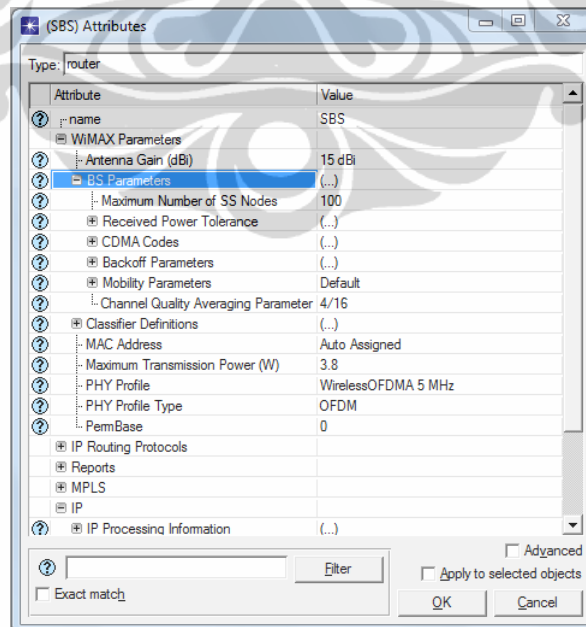 (SBS) Attributes
Type: router
Attribute Value
name SBS
WiMAX Parameters
Antenna Gain (dBi) 15 dBi
BS Parameters (...)
Maximum Number of SS Nodes 100
Received Power Tolerance (...)
CDMA Codes (...)
Backoff Parameters (...)
Mobility Parameters Default
Channel Quality Averaging Parameter 4/16
Classifier Definitions (...)
MAC Address Auto Assigned
Maximum Transmission Power (W) 3.8
PHY Profile WirelessOFDMA 5 MHz
PHY Profile Type OFDM
PermBase 0
IP Routing Protocols
Reports
MPLS
IP
IP Processing Information (...)
Advanced
Filter Apply to selected objects
Exact match
OK Cancel